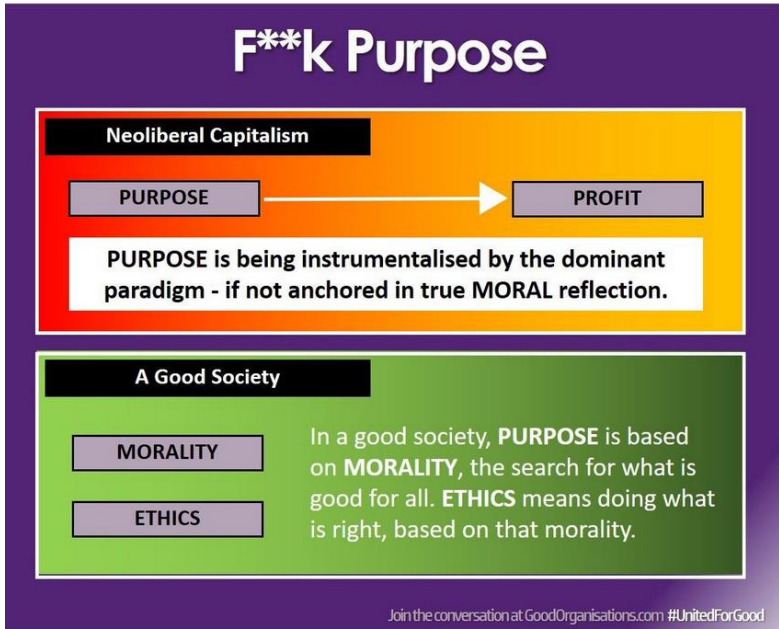 F**k Purpose
Neoliberal Capitalism
PURPOSE
PROFIT
PURPOSE is being instrumentalised by the dominant
paradigm - if not anchored in true MORAL reflection.
A Good Society
MORALITY
ETHICS
In a good society, PURPOSE is based
on MORALITY, the search for what is
good for all. ETHICS means doing what
is right, based on that morality.
Join the conversation at GoodOrganisations.com #UnitedForGood